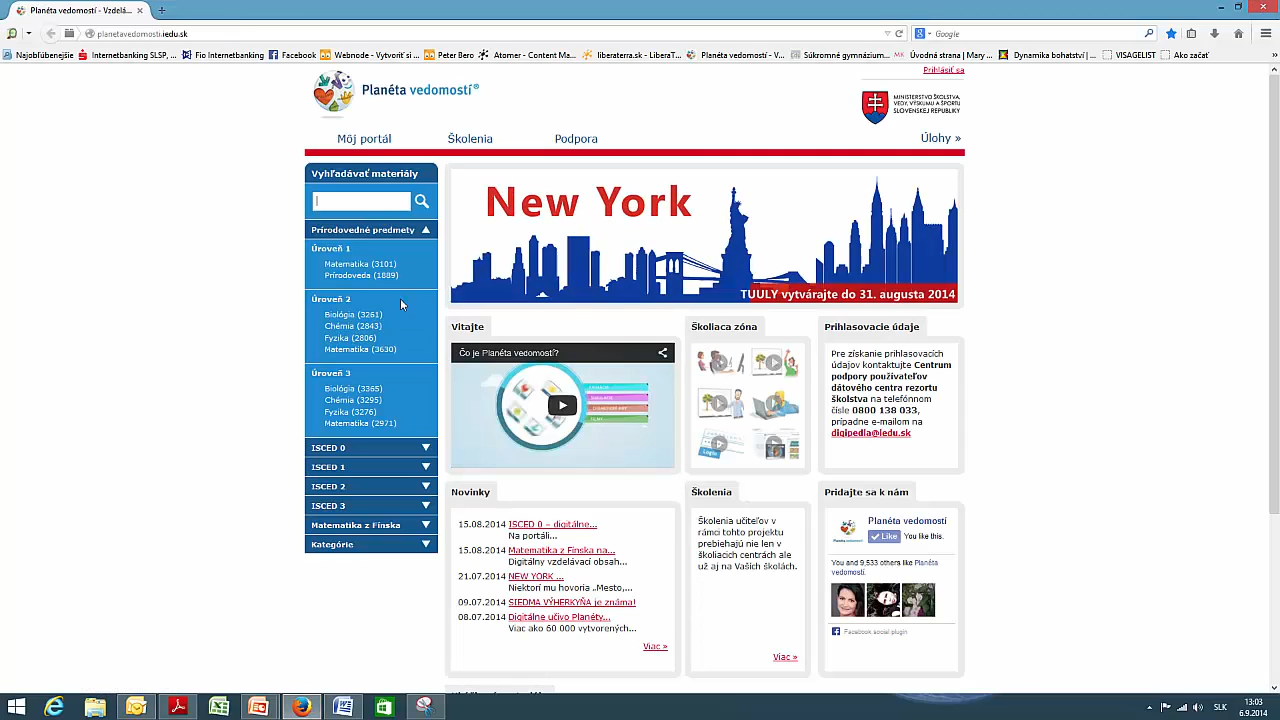 Planéta vedomostí - Vzdelá...
planetavedomosti.iedu.sk
Google
Najobľúbenejšie
Internetbanking SLSP, ...
Internetbanking
Facebook
Webnode - Vytvoriť si ...
Peter Bero
Atomer - Content Ma...
liberaterra.sk - LiberaT...
Planéta vedomostí - V...
Súkromné gymnázium...
MK Úvodná strana | Mary ...
Dynamika bohatství | ...
VISAGELIST
Ako začať
Prihlásiť sa
Planéta vedomostí®
MINISTERSTVO ŠKOLSTVA,
VEDY, VÝSKUMU A ŠPORTU
SLOVENSKEJ REPUBLIKY
Môj portál
Školenia
Podpora
Úlohy »
Vyhľadávať materiály
Prírodovedné predmety
Úroveň 1
Matematika (3101)
Prírodoveda (1889)
Úroveň 2
Biológia (3261)
Chémia (2843)
Fyzika (2806)
Matematika (3630)
Úroveň 3
Biológia (3365)
Chémia (3295)
Fyzika (3276)
Matematika (2971)
ISCED 0
ISCED 1
ISCED 2
ISCED 3
Matematika z Fínska
Kategórie
New York
TUULY vytvárajte do 31. augusta 2014
Vitajte
Čo je Planéta vedomostí?
Školiaca zóna
Login
Prihlasovacie údaje
Pre získanie prihlasovacích
údajov kontaktujte Centrum
podpory používateľov
dátového centra rezortu
školstva na telefónnom
čísle 0800 138 033,
prípadne e-mailom na
digipedia@iedu.sk
Novinky
15.08.2014 ISCED 0 – digitálne...
Na portáli...
15.08.2014 Matematika z Fínska na...
Digitálny vzdelávací obsah...
21.07.2014 NEW YORK ...
Niektorí mu hovoria „Mesto,...
09.07.2014 SIEDMA VÝHERKYŇA je známa!
08.07.2014 Digitálne učivo Planéty...
Viac ako 60 000 vytvorených...
Viac »
Školenia
Školenia učiteľov v
rámci tohto projektu
prebiehajú nie len v
školiacich centrách ale
už aj na Vašich školách.
Viac »
Pridajte sa k nám
Planéta vedomostí
Like
You like this.
You and 9,533 others like Planéta
vedomostí.
Facebook social plugin
SLK
13:03
6.9.2014